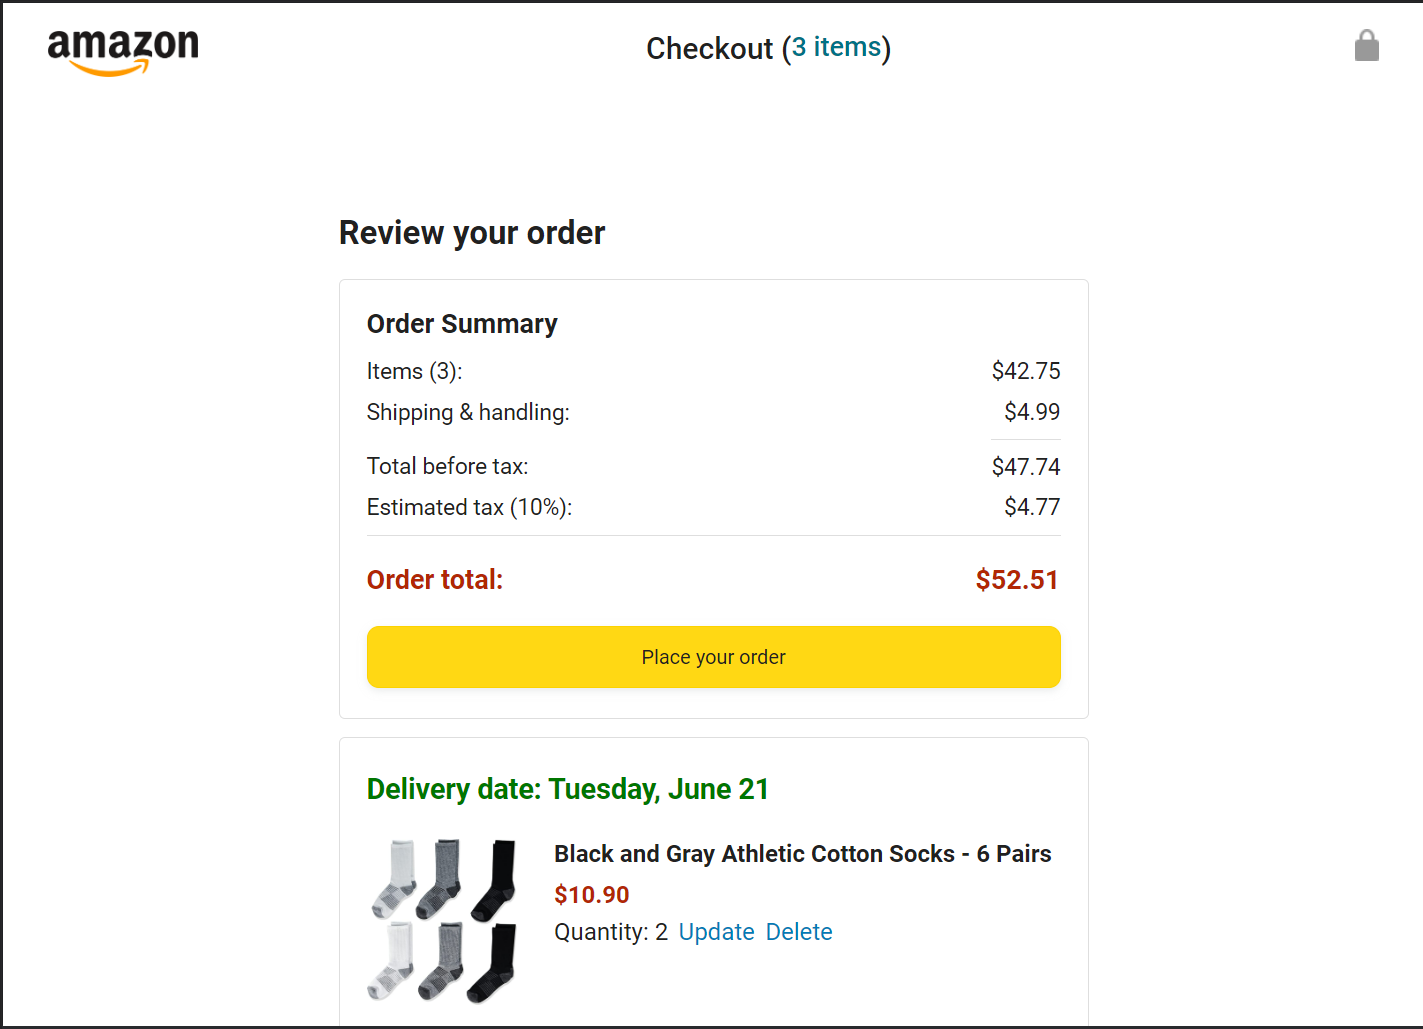 amazon
Checkout (3 items)
Review your order
Order Summary
Items (3): $42.75
Shipping & handling: $4.99
Total before tax: $47.74
Estimated tax (10%): $4.77
Order total: $52.51
Place your order
Delivery date: Tuesday, June 21
Black and Gray Athletic Cotton Socks - 6 Pairs
$10.90
Quantity: 2 Update Delete